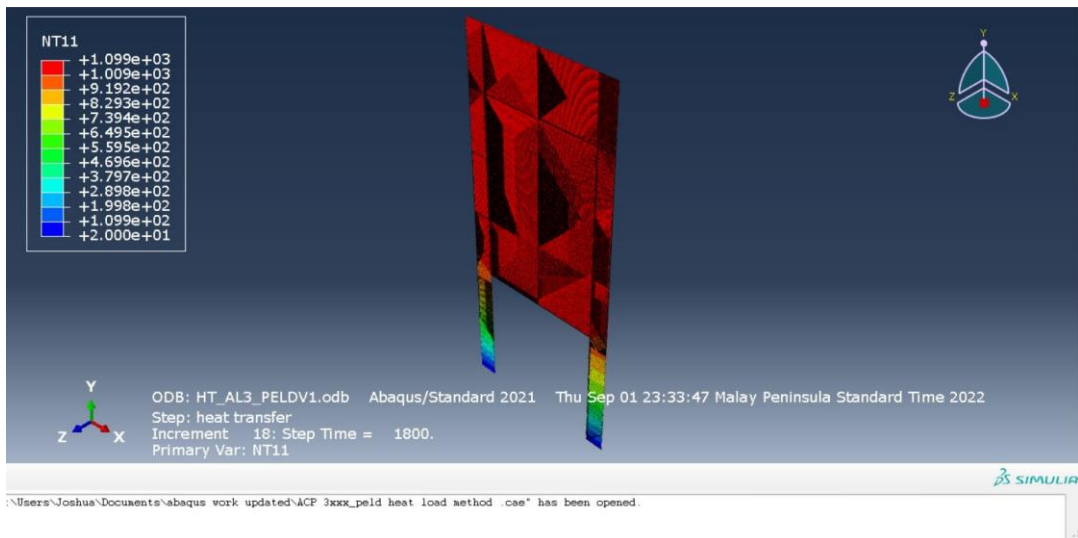 NT11
+1.099e+03
+1.009e+03
+9.192e+02
+8.293e+02
+7.394e+02
+6.495e+02
+5.595e+02
+4.696e+02
+3.797e+02
+2.898e+02
+1.998e+02
+1.099e+02
+2.000e+01
Y
Z X
Y
Z X
ODB: HT_AL3_PELDV1.odb Abaqus/Standard 2021 Thu Sep 01 23:33:47 Malay Peninsula Standard Time 2022
Step: heat transfer
Increment 18: Step Time = 1800.
Primary Var: NT11
SIMULIA
:\Users\Joshua\Documents\abaqus work updated\ACP 3xxx_peld heat load method .cae" has been opened.